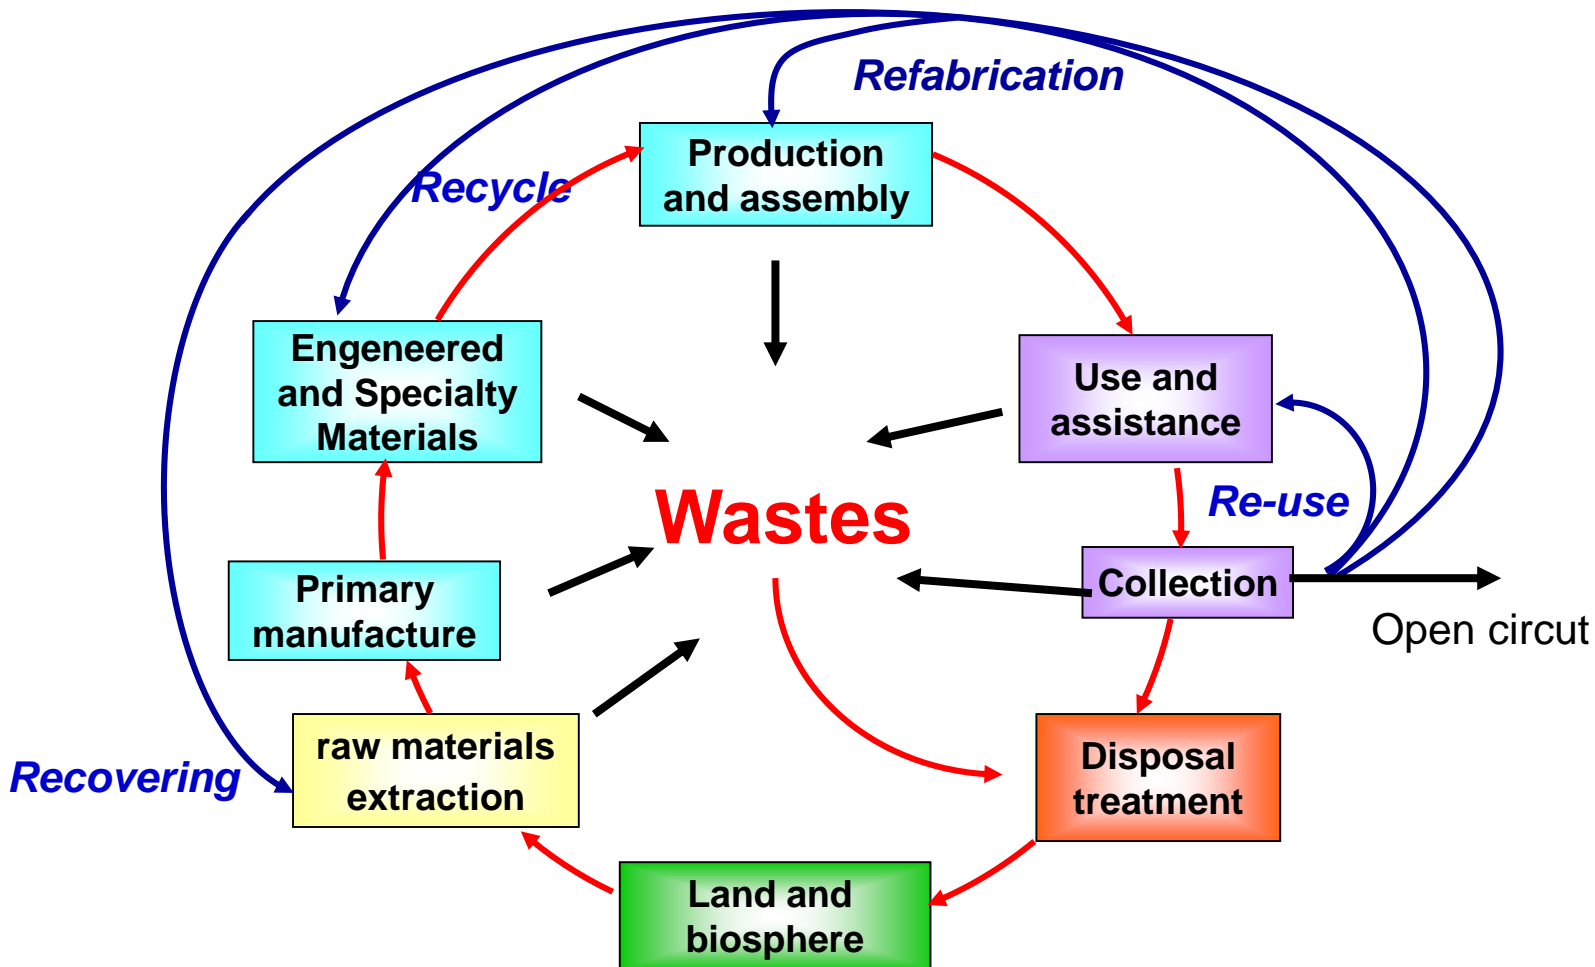 Refabrication
Production
and assembly
Recycle
Engeneered
and Specialty
Materials
Use and
assistance
Wastes
Re-use
Primary
manufacture
Collection
Open circut
raw materials
extraction
Recovering
Disposal
treatment
Land and
biosphere